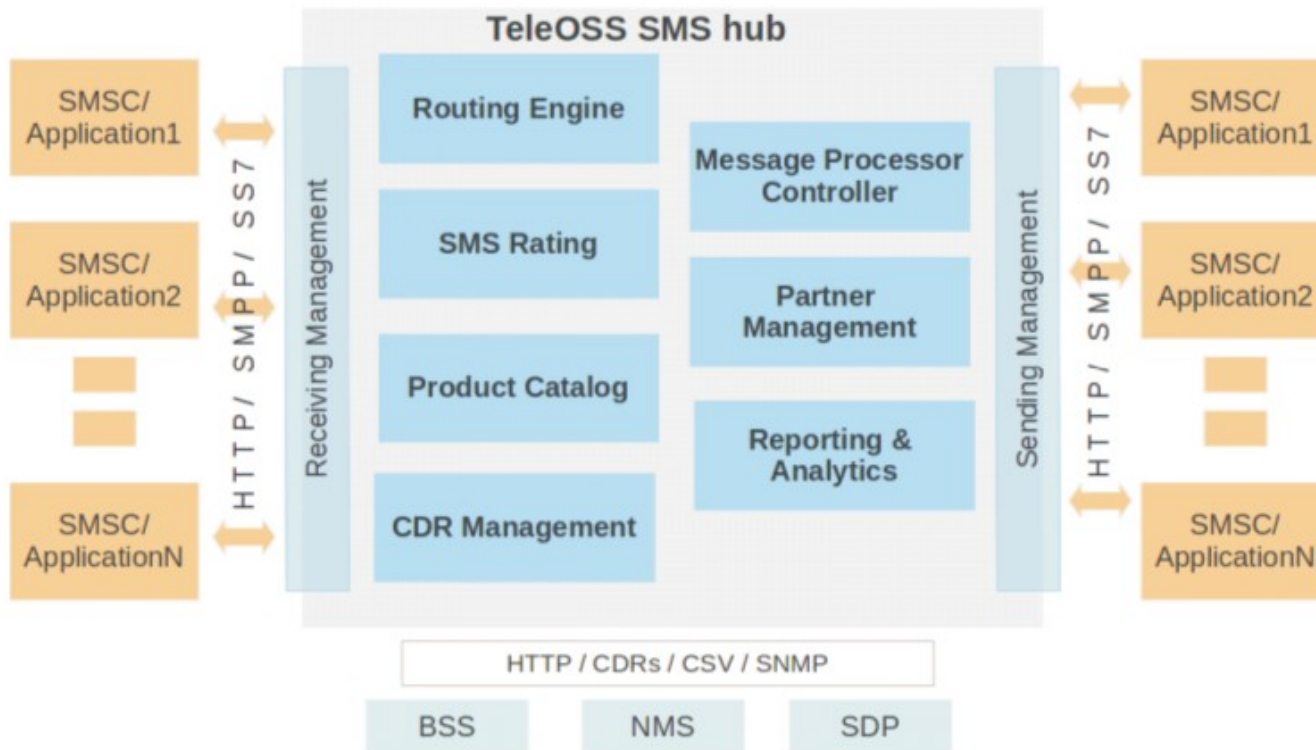 TeleOSS SMS hub
SMSC/
Application1
SMSC/
Application2
SMSC/
ApplicationN
HTTP/ SMPP/ SS7
Receiving Management
Routing Engine
SMS Rating
Product Catalog
CDR Management
Message Processor
Controller
Partner
Management
Reporting &
Analytics
Sending Management
HTTP/ SMPP/ SS7
SMSC/
Application1
SMSC/
Application2
SMSC/
ApplicationN
HTTP / CDRs / CSV / SNMP
BSS
NMS
SDP